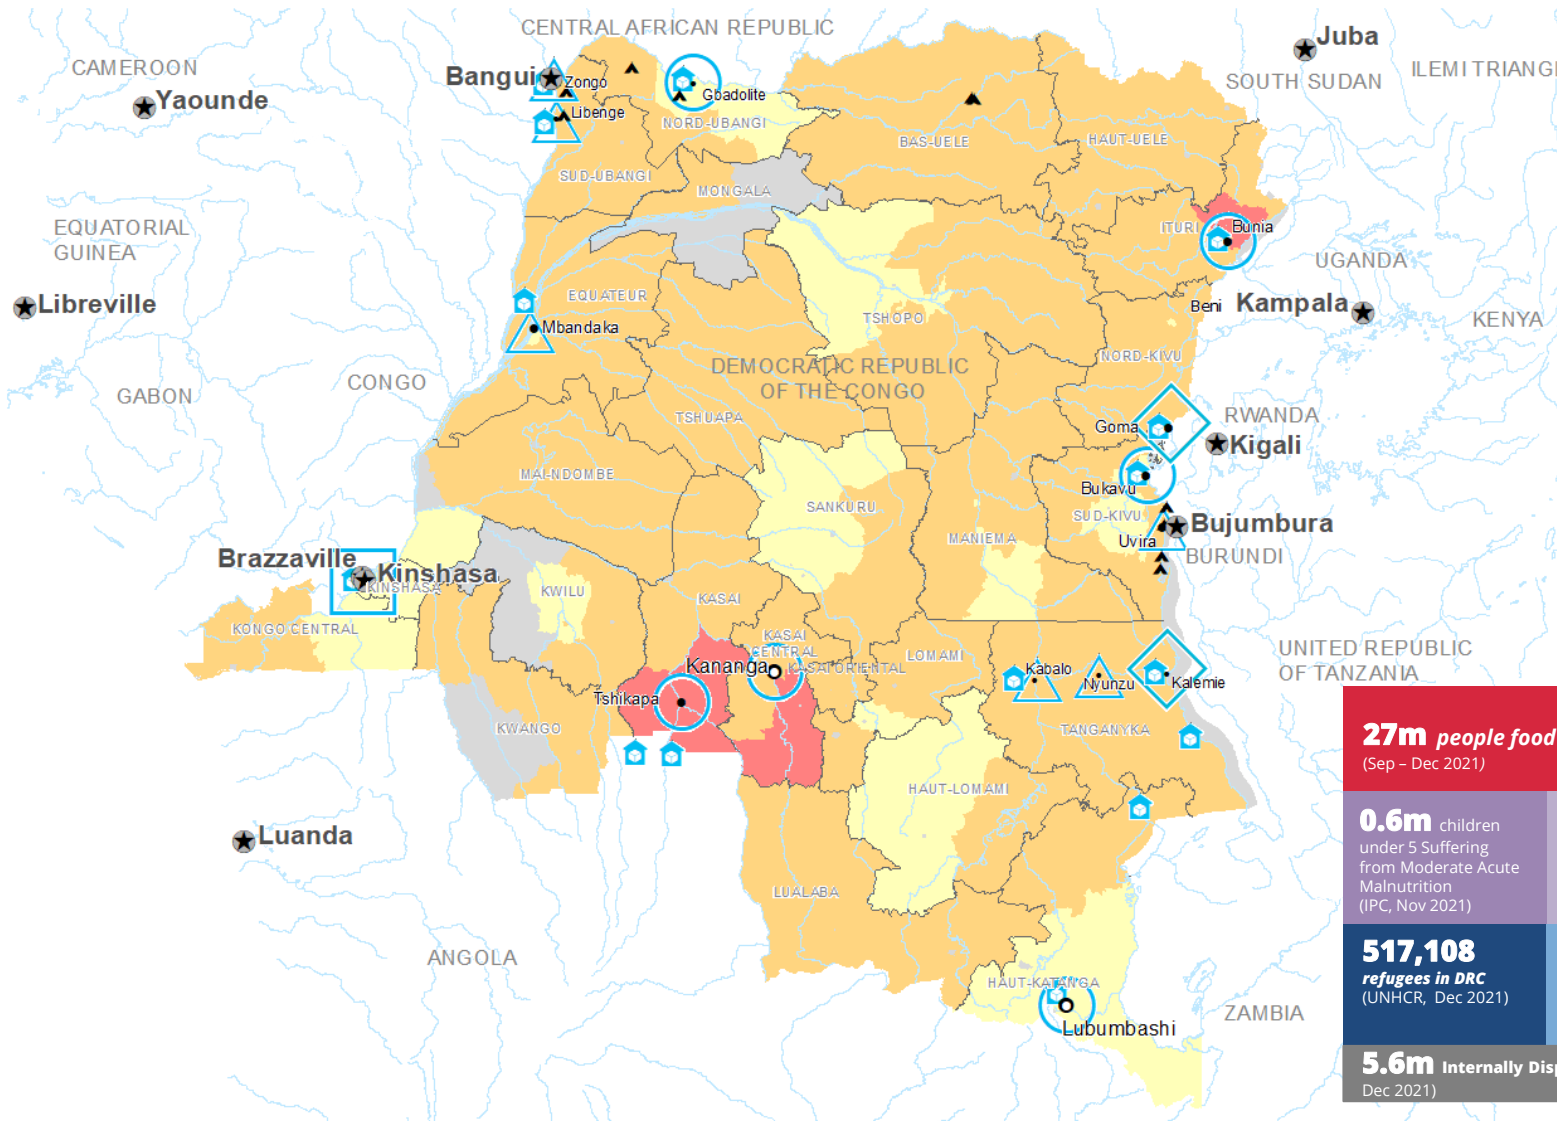 CENTRAL AFRICAN REPUBLIC
Juba
CAMEROON
Bangui
Zongo
SOUTH SUDAN
ILEMI TRIANG
Yaounde
Gbadolite
Libenge
NORD-UBANGI
BAS-UELE
HAUT-UELE
SUD-UBANGI
MONGALA
EQUATORIAL
GUINEA
ITURI
Bunia
UGANDA
Libreville
EQUATEUR
Beni
Kampala
KENYA
TSHOPO
Mbandaka
NORD-KIVU
DEMOCRATIC REPUBLIC
OF THE CONGO
CONGO
GABON
TSHUAPA
RWANDA
Goma
Kigali
MAI-NDOMBE
Bukavu
SANKURU
SUD-KIVU
Bujumbura
MANIEMA
Uvira
BURUNDI
Brazzaville
Kinshasa
KINSHASA
KWILU
KASAI
KONGO CENTRAL
KASAI
CENTRAL
KASAI ORIENTAL
LOMAMI
UNITED REPUBLIC
OF TANZANIA
Kananga
Kabalo
Nyunzu
Kalemie
Tshikapa
KWANGO
TANGANYKA
27m people food
(Sep – Dec 2021)
HAUT-LOMAMI
0.6m children
under 5 Suffering
from Moderate Acute
Malnutrition
(IPC, Nov 2021)
Luanda
LUALABA
ANGOLA
517,108
refugees in DRC
(UNHCR, Dec 2021)
HAUT-KATANGA
ZAMBIA
Lubumbashi
5.6m Internally Disp
Dec 2021)